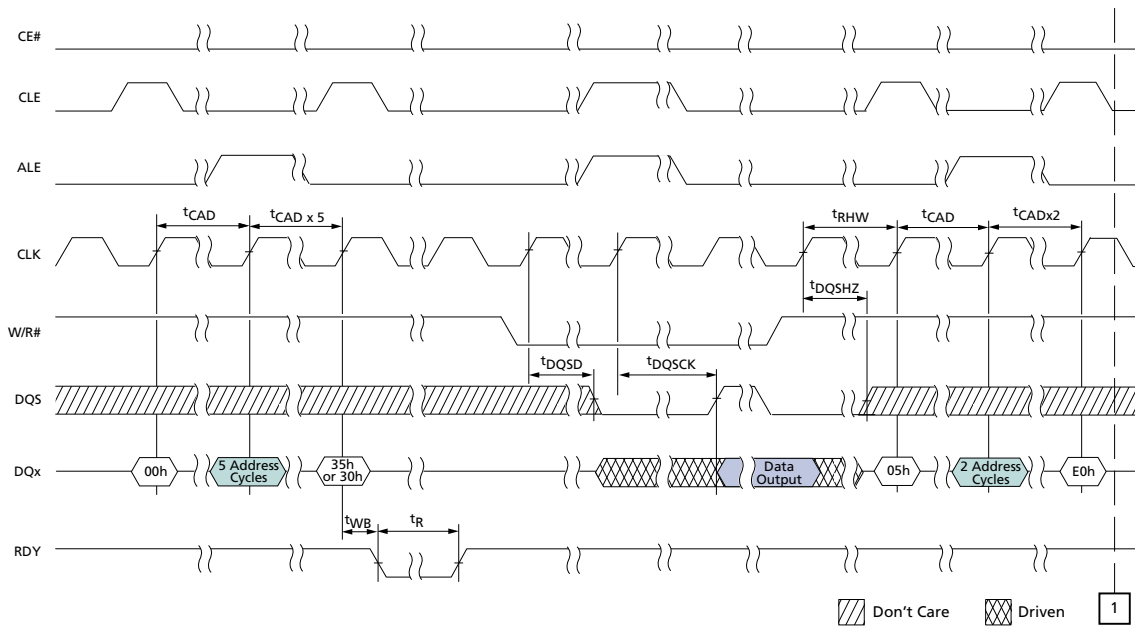 CE#
CLE
ALE
tCAD
tCAD x 5
tRHW
tCAD
tCADx2
CLK
tDQSHZ
W/R#
tDQSD
tDQSCK
DQS
DQx
00h
5 Address
Cycles
35h
or 30h
Data
Output
05h
2 Address
Cycles
E0h
tWB
tR
RDY
Don't Care
Driven
1